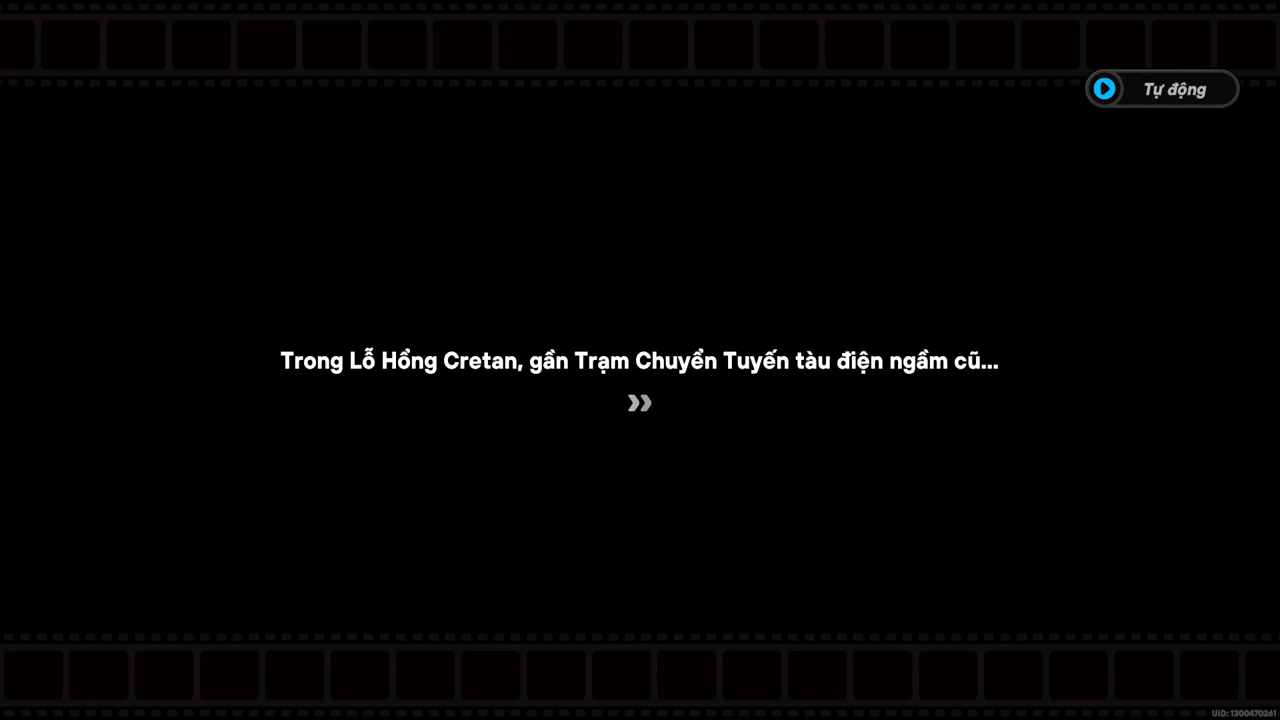 Tự động
Trong Lỗ Hổng Cretan, gần Trạm Chuyển Tuyến tàu điện ngầm cũ...
UID: 1300470261